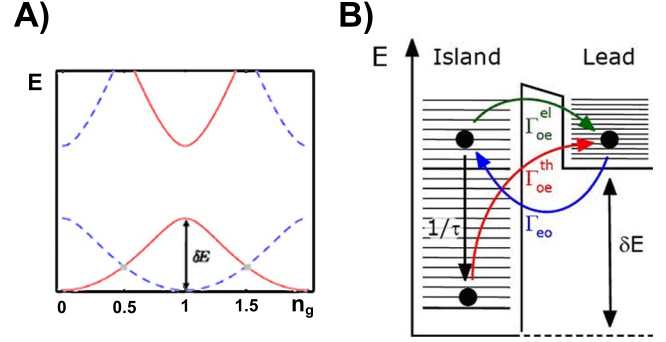 A)
E
δE
0
0.5
1
1.5
n_g
B)
E
Island
Lead
Γ_oe^el
Γ_oe^th
Γ_eo
1/τ
δE